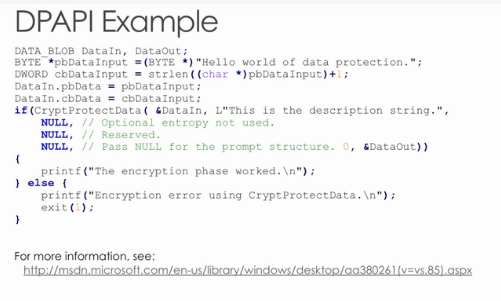 DPAPI Example
DATA_BLOB DataIn, DataOut;
BYTE *pbDataInput =(BYTE *)"Hello world of data protection.";
DWORD cbDataInput = strlen((char *)pbDataInput)+1;
DataIn.pbData = pbDataInput;
DataIn.cbData = cbDataInput;
if(CryptProtectData( &DataIn, L"This is the description string.",
NULL, // Optional entropy not used.
NULL, // Reserved.
NULL, // Pass NULL for the prompt structure. 0, &DataOut))
{
printf("The encryption phase worked.\n");
} else {
printf("Encryption error using CryptProtectData.\n");
exit(1);
}
For more information, see:
http://msdn.microsoft.com/en-us/library/windows/desktop/aa380261(v=vs.85).aspx